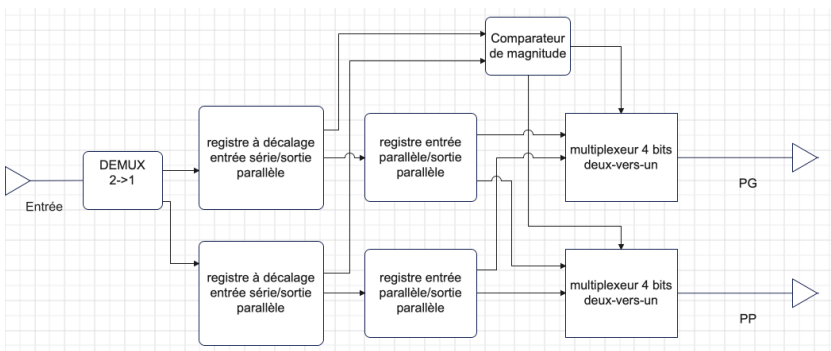 Comparateur
de magnitude
registre à décalage
entrée série/sortie
parallèle
registre entrée
parallèle/sortie
parallèle
multiplexeur 4 bits
deux-vers-un
DEMUX
2->1
Entrée
PG
registre à décalage
entrée série/sortie
parallèle
registre entrée
parallèle/sortie
parallèle
multiplexeur 4 bits
deux-vers-un
PP